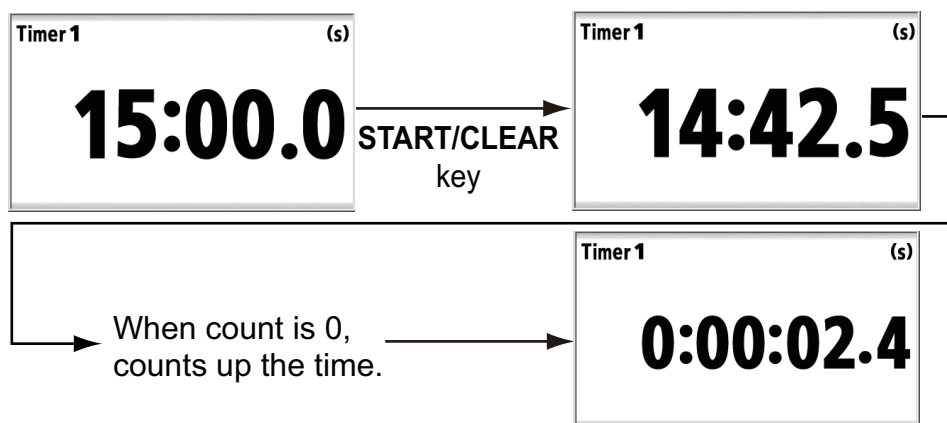 Timer 1 (s)
15:00.0
START/CLEAR
key
Timer 1 (s)
14:42.5
When count is 0,
counts up the time.
Timer 1 (s)
0:00:02.4